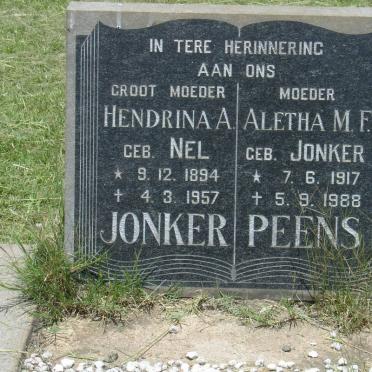 IN TERE HERINNERING
AAN ONS
GROOT MOEDER
HENDRINA A.
GEB. NEL
★ 9. 12. 1894
✝ 4. 3. 1957
JONKER
MOEDER
ALETHA M. F.
GEB. JONKER
★ 7. 6. 1917
✝ 5. 9. 1988
PEENS